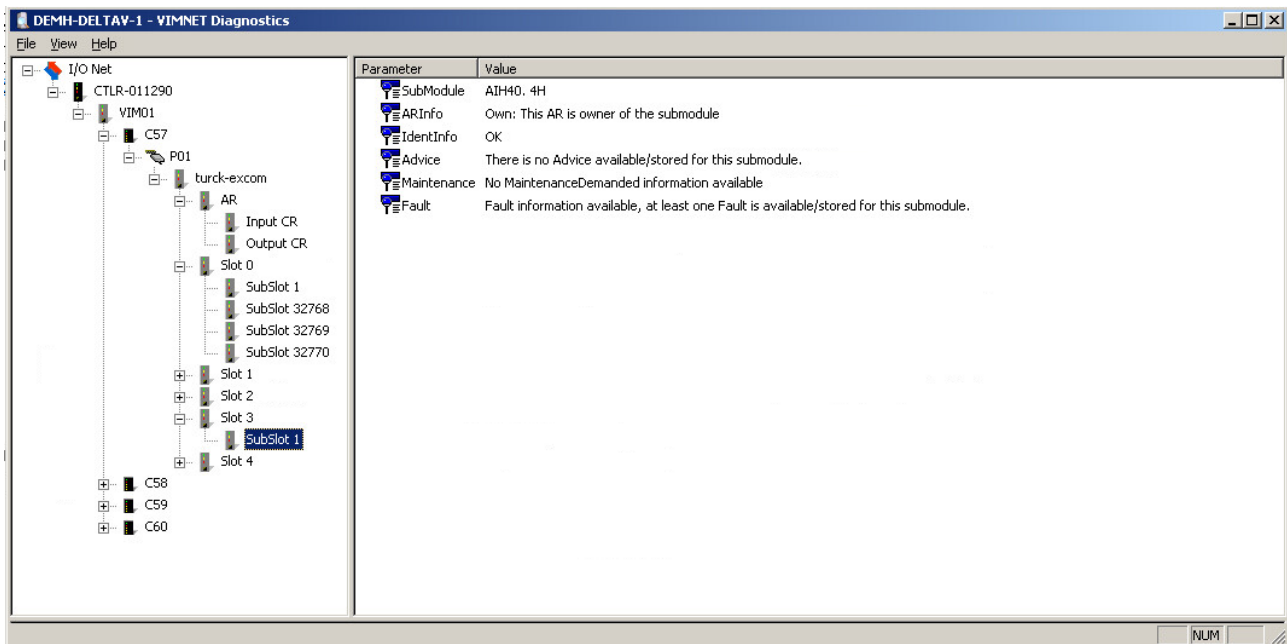 DEMH-DELTAV-1 - VIMNET Diagnostics
File View Help
I/O Net
CTLR-011290
VIM01
C57
P01
turck-excom
AR
Input CR
Output CR
Slot 0
SubSlot 1
SubSlot 32768
SubSlot 32769
SubSlot 32770
Slot 1
Slot 2
Slot 3
SubSlot 1
Slot 4
C58
C59
C60
Parameter Value
SubModule AIH40. 4H
ARInfo Own: This AR is owner of the submodule
IdentInfo OK
Advice There is no Advice available/stored for this submodule.
Maintenance No MaintenanceDemanded information available
Fault Fault information available, at least one Fault is available/stored for this submodule.
NUM